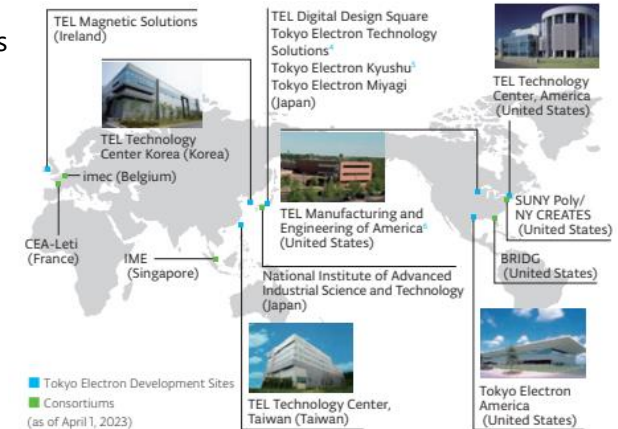 s
TEL Magnetic Solutions
(Ireland)
TEL Digital Design Square
Tokyo Electron Technology
Solutions4
Tokyo Electron Kyushu5
Tokyo Electron Miyagi
(Japan)
TEL Technology
Center, America
(United States)
TEL Technology
Center Korea (Korea)
imec (Belgium)
TEL Manufacturing and
Engineering of America6
(United States)
SUNY Poly/
NY CREATES
(United States)
CEA-Leti
(France)
IME
(Singapore)
BRIDG
(United States)
National Institute of Advanced
Industrial Science and Technology
(Japan)
Tokyo Electron Development Sites
Consortiums
(as of April 1, 2023)
TEL Technology Center,
Taiwan (Taiwan)
Tokyo Electron
America
(United States)